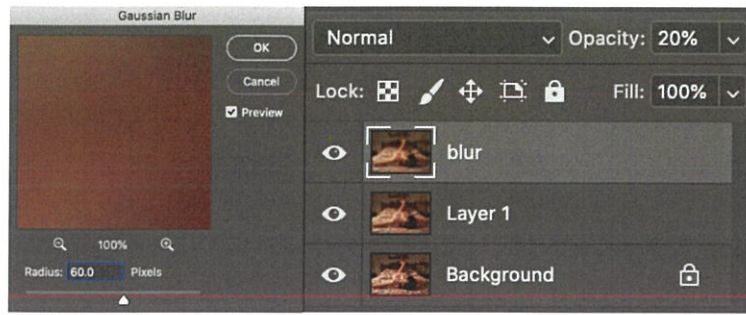 Gaussian Blur
OK
Cancel
Preview
100%
Radius: 60.0 Pixels
Normal Opacity: 20%
Lock: Fill: 100%
blur
Layer 1
Background